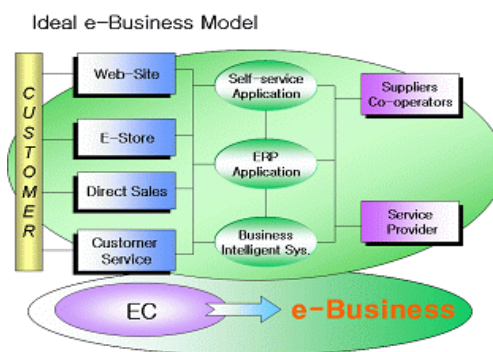 Ideal e-Business Model
CUSTOMER
Web-Site
E-Store
Direct Sales
Customer
Service
Self-service
Application
ERP
Application
Business
Intelligent Sys.
Suppliers
Co-operators
Service
Provider
EC
e-Business